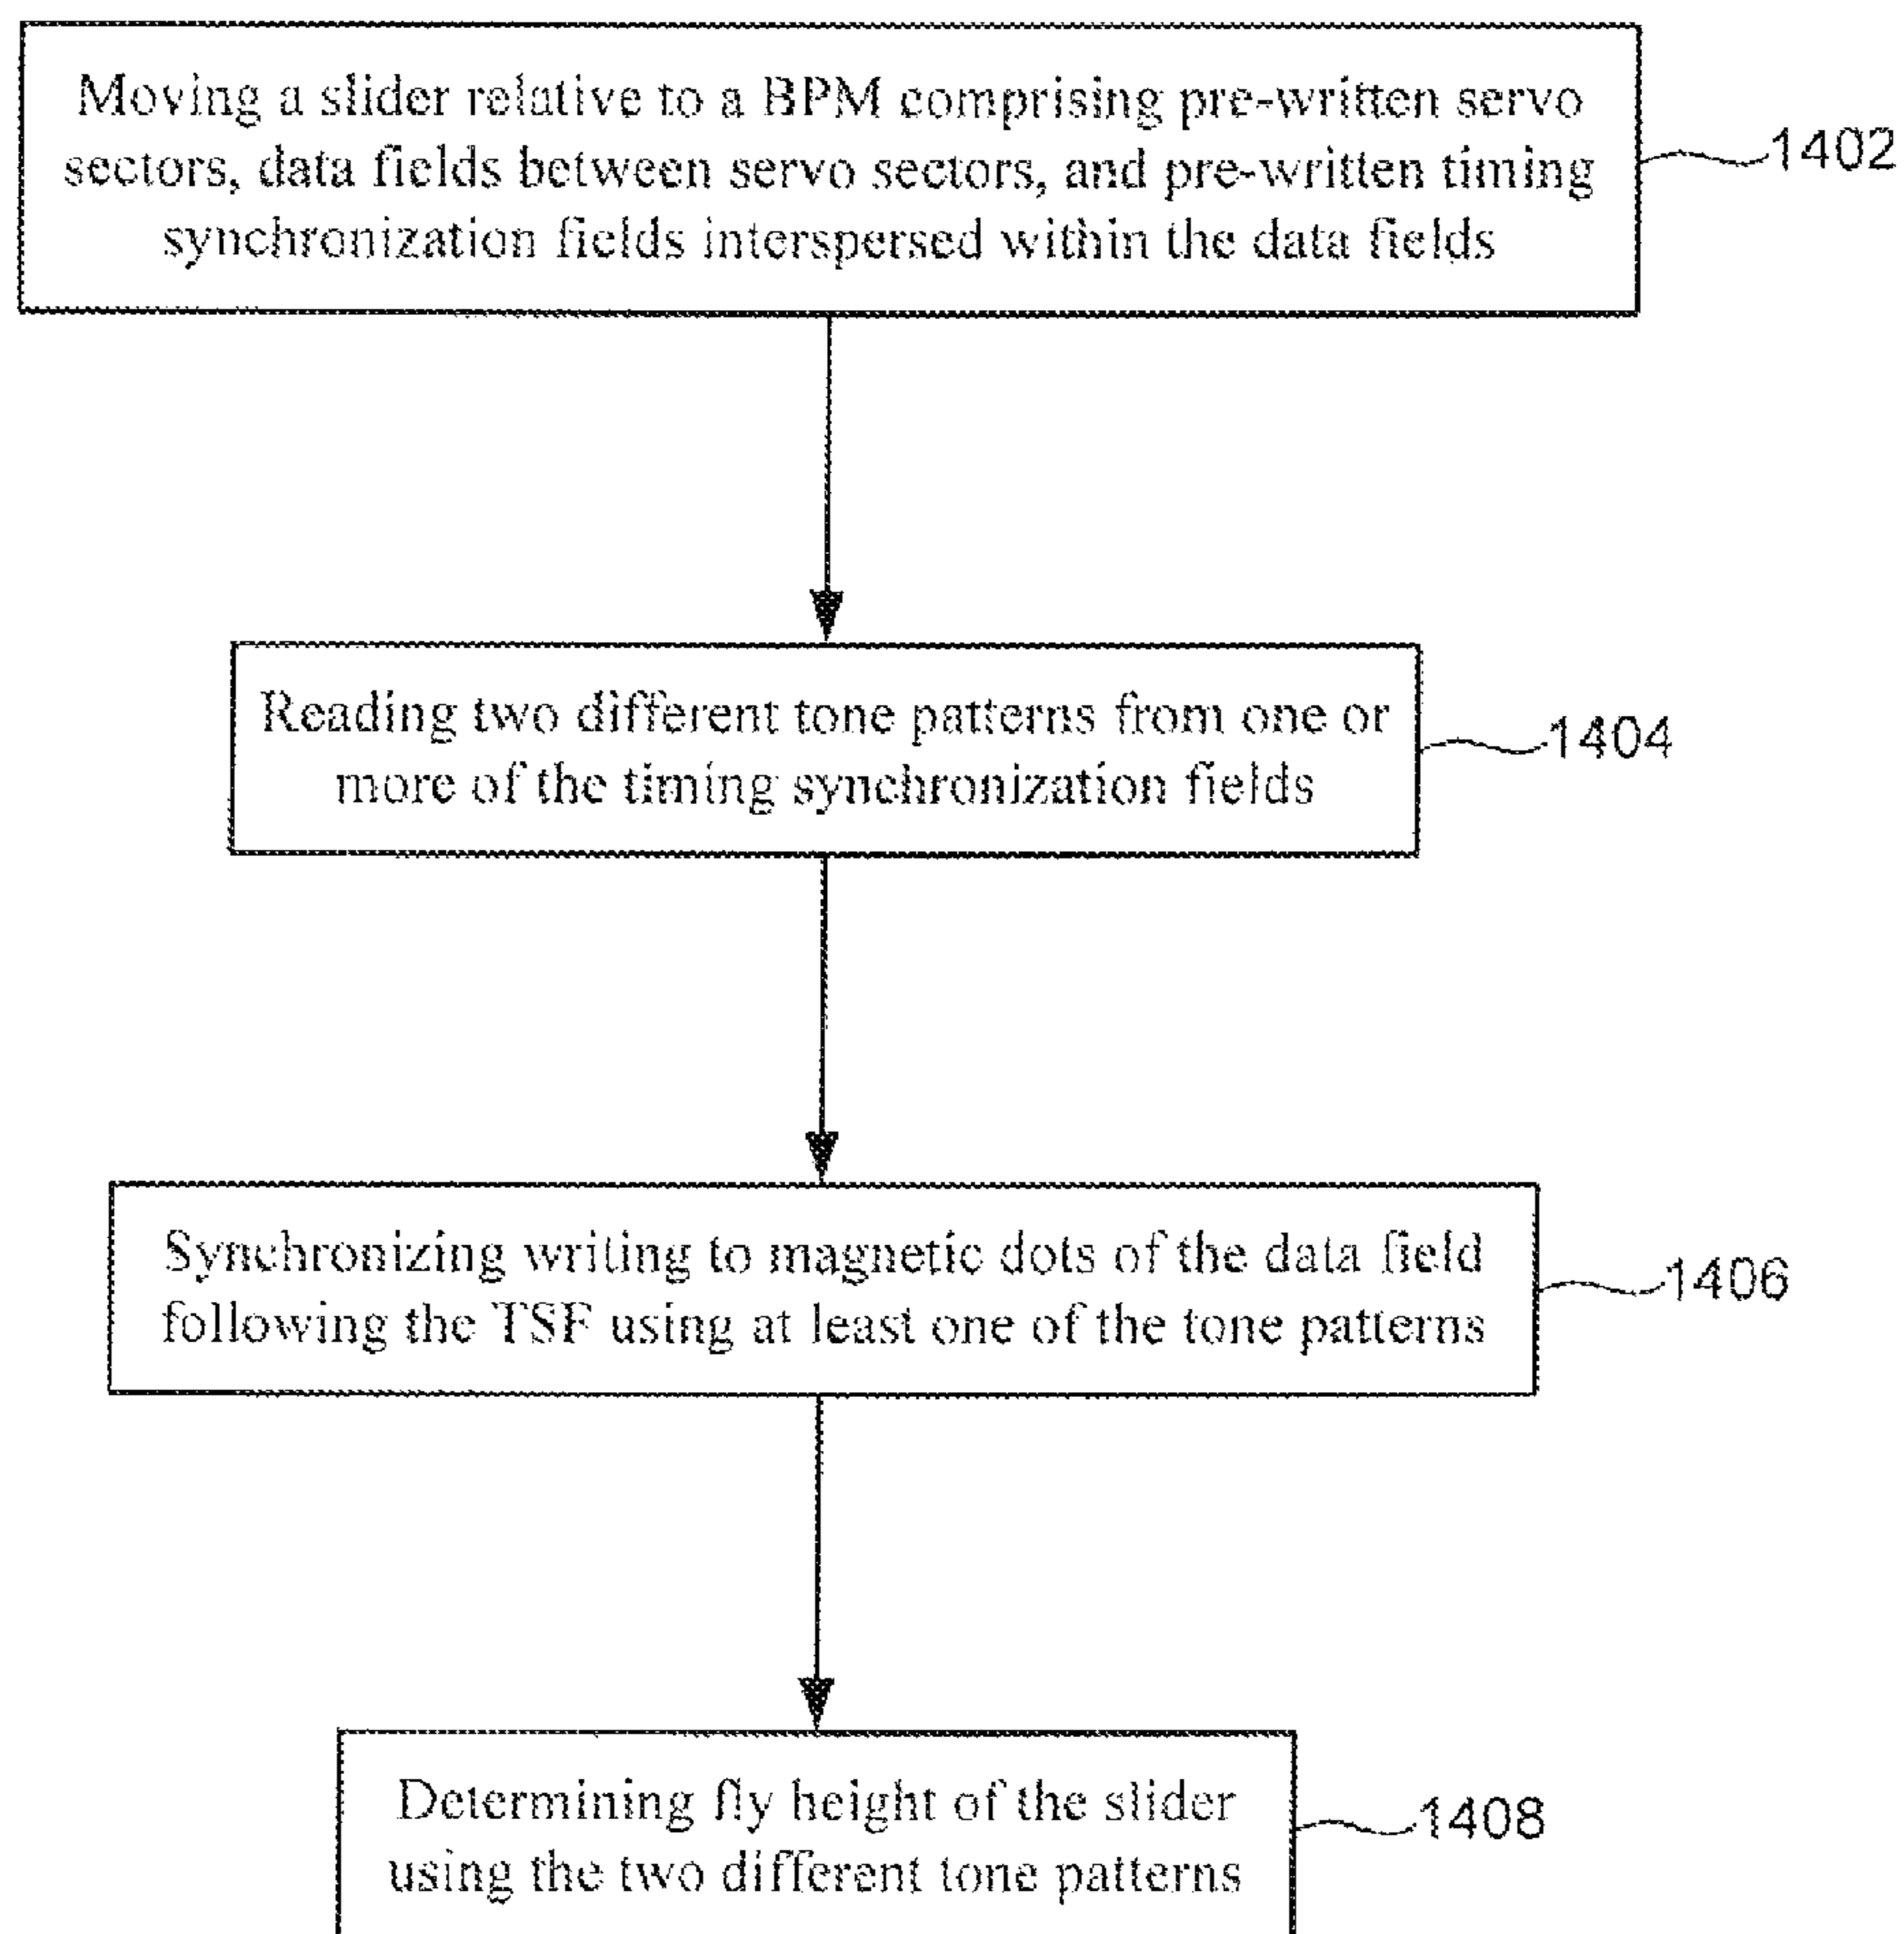 Moving a slider relative to a BPM comprising pre-written servo
sectors, data fields between servo sectors, and pre-written timing
synchronization fields interspersed within the data fields
1402
Reading two different tone patterns from one or
more of the timing synchronization fields
1404
Synchronizing writing to magnetic dots of the data field
following the TSF using at least one of the tone patterns
1406
Determining fly height of the slider
using the two different tone patterns
1408